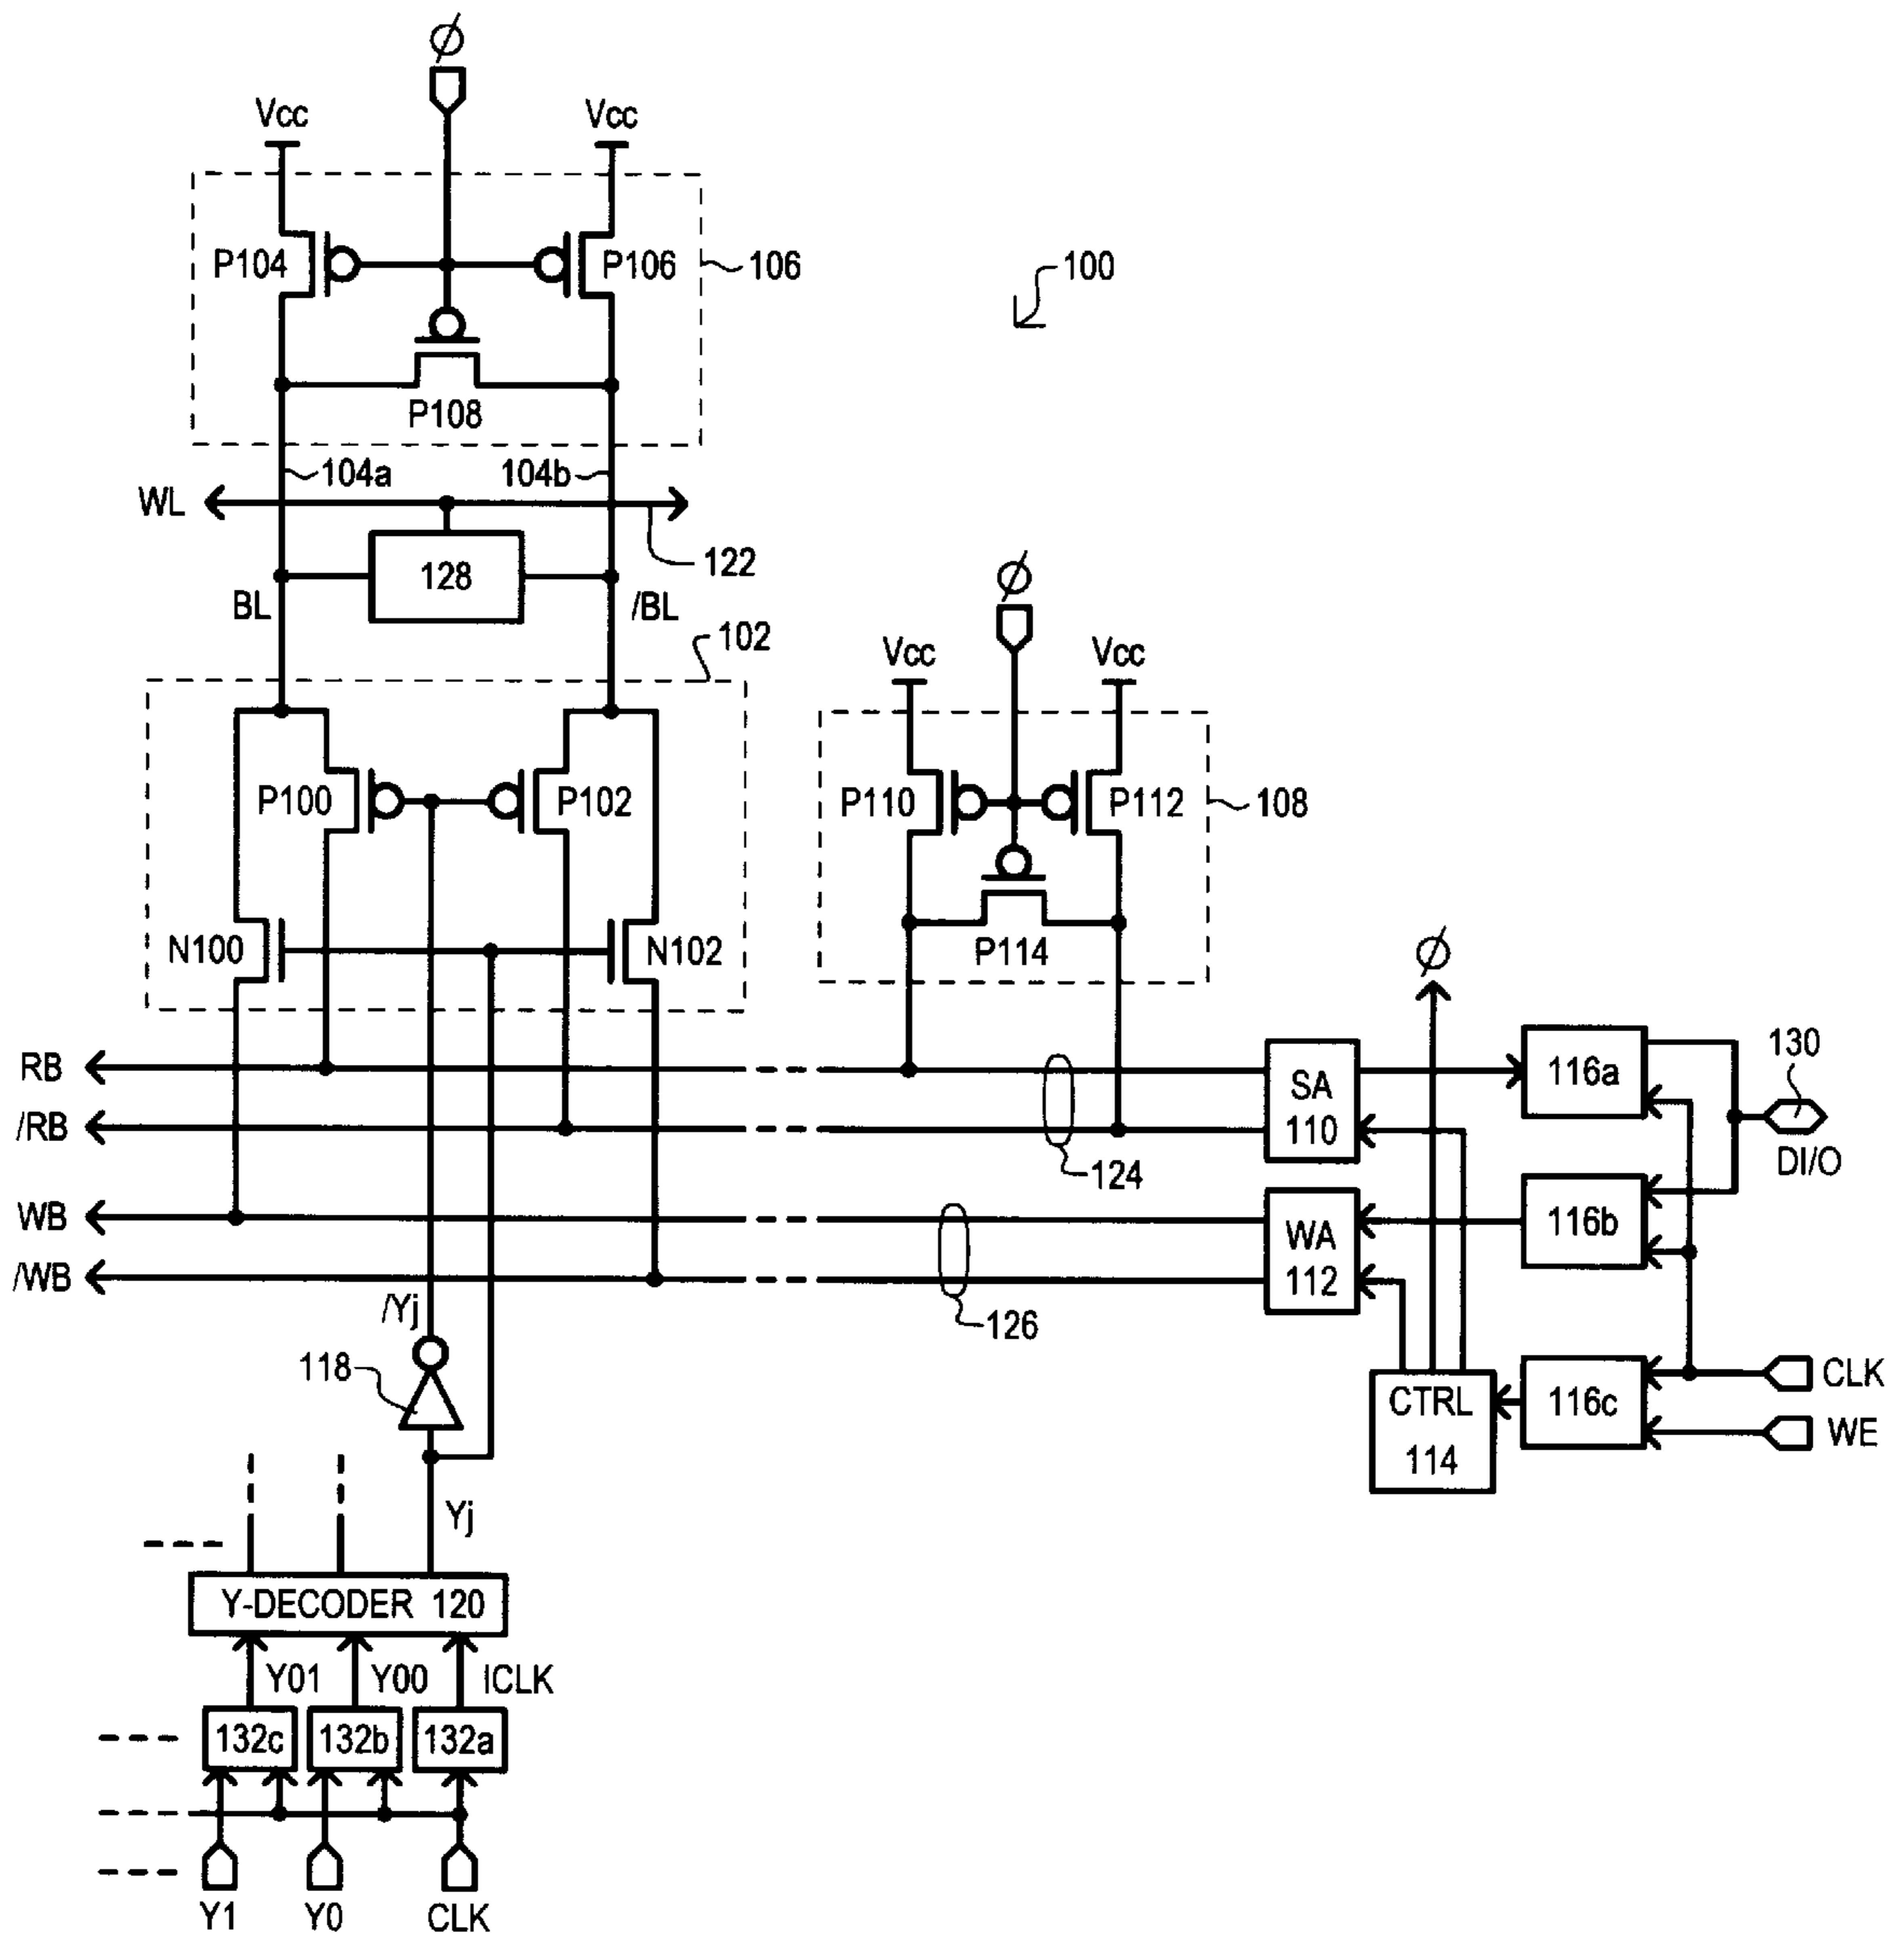 ϕ
Vcc Vcc
P104 P106 106 100
P108
104a 104b
WL
128 122
BL /BL
102
ϕ
Vcc Vcc
P100 P102 P110 P112 108
N100 N102 P114
ϕ
RB SA 110 116a 130
/RB DI/O
124
WB WA 112 116b
/WB
126
/Yj
118
CTRL 114 116c CLK
WE
Yj
Y-DECODER 120
Y01 Y00 ICLK
132c 132b 132a
Y1 Y0 CLK